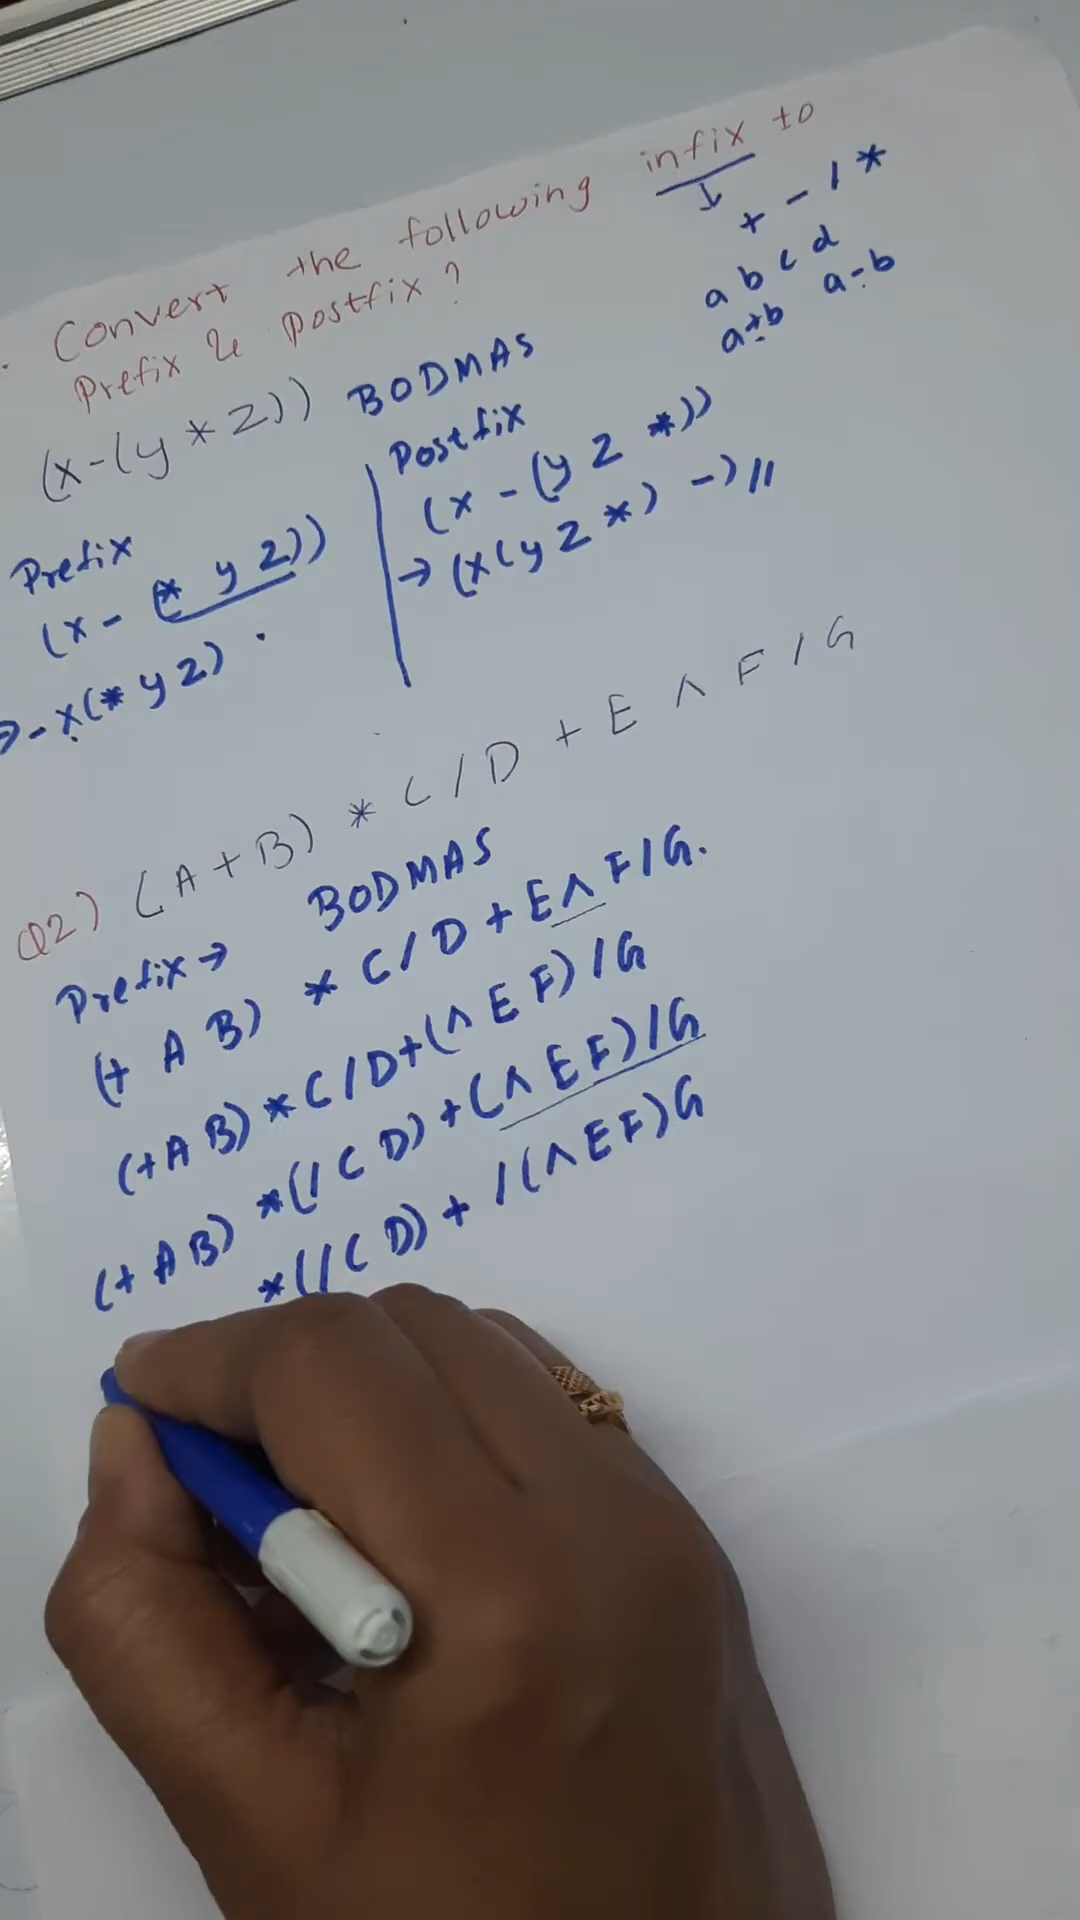 Convert the following infix to
Prefix & Postfix ?
+ - / *
a b c d
a+b a-b
(x-(y * z)) BODMAS
Prefix
(x - (* y z))
→ - x(* y z) .
Postfix
(x - (y z *))
→ (x(y z *) -) //
Q2) (A+B) * C / D + E ^ F / G
BODMAS
Prefix →
(+ A B) * C / D + E ^ F / G.
(+A B) * C / D + (^ E F) / G
(+ A B) * (/ C D) + (^ E F) / G
* (/ C D) + / (^ E F) G